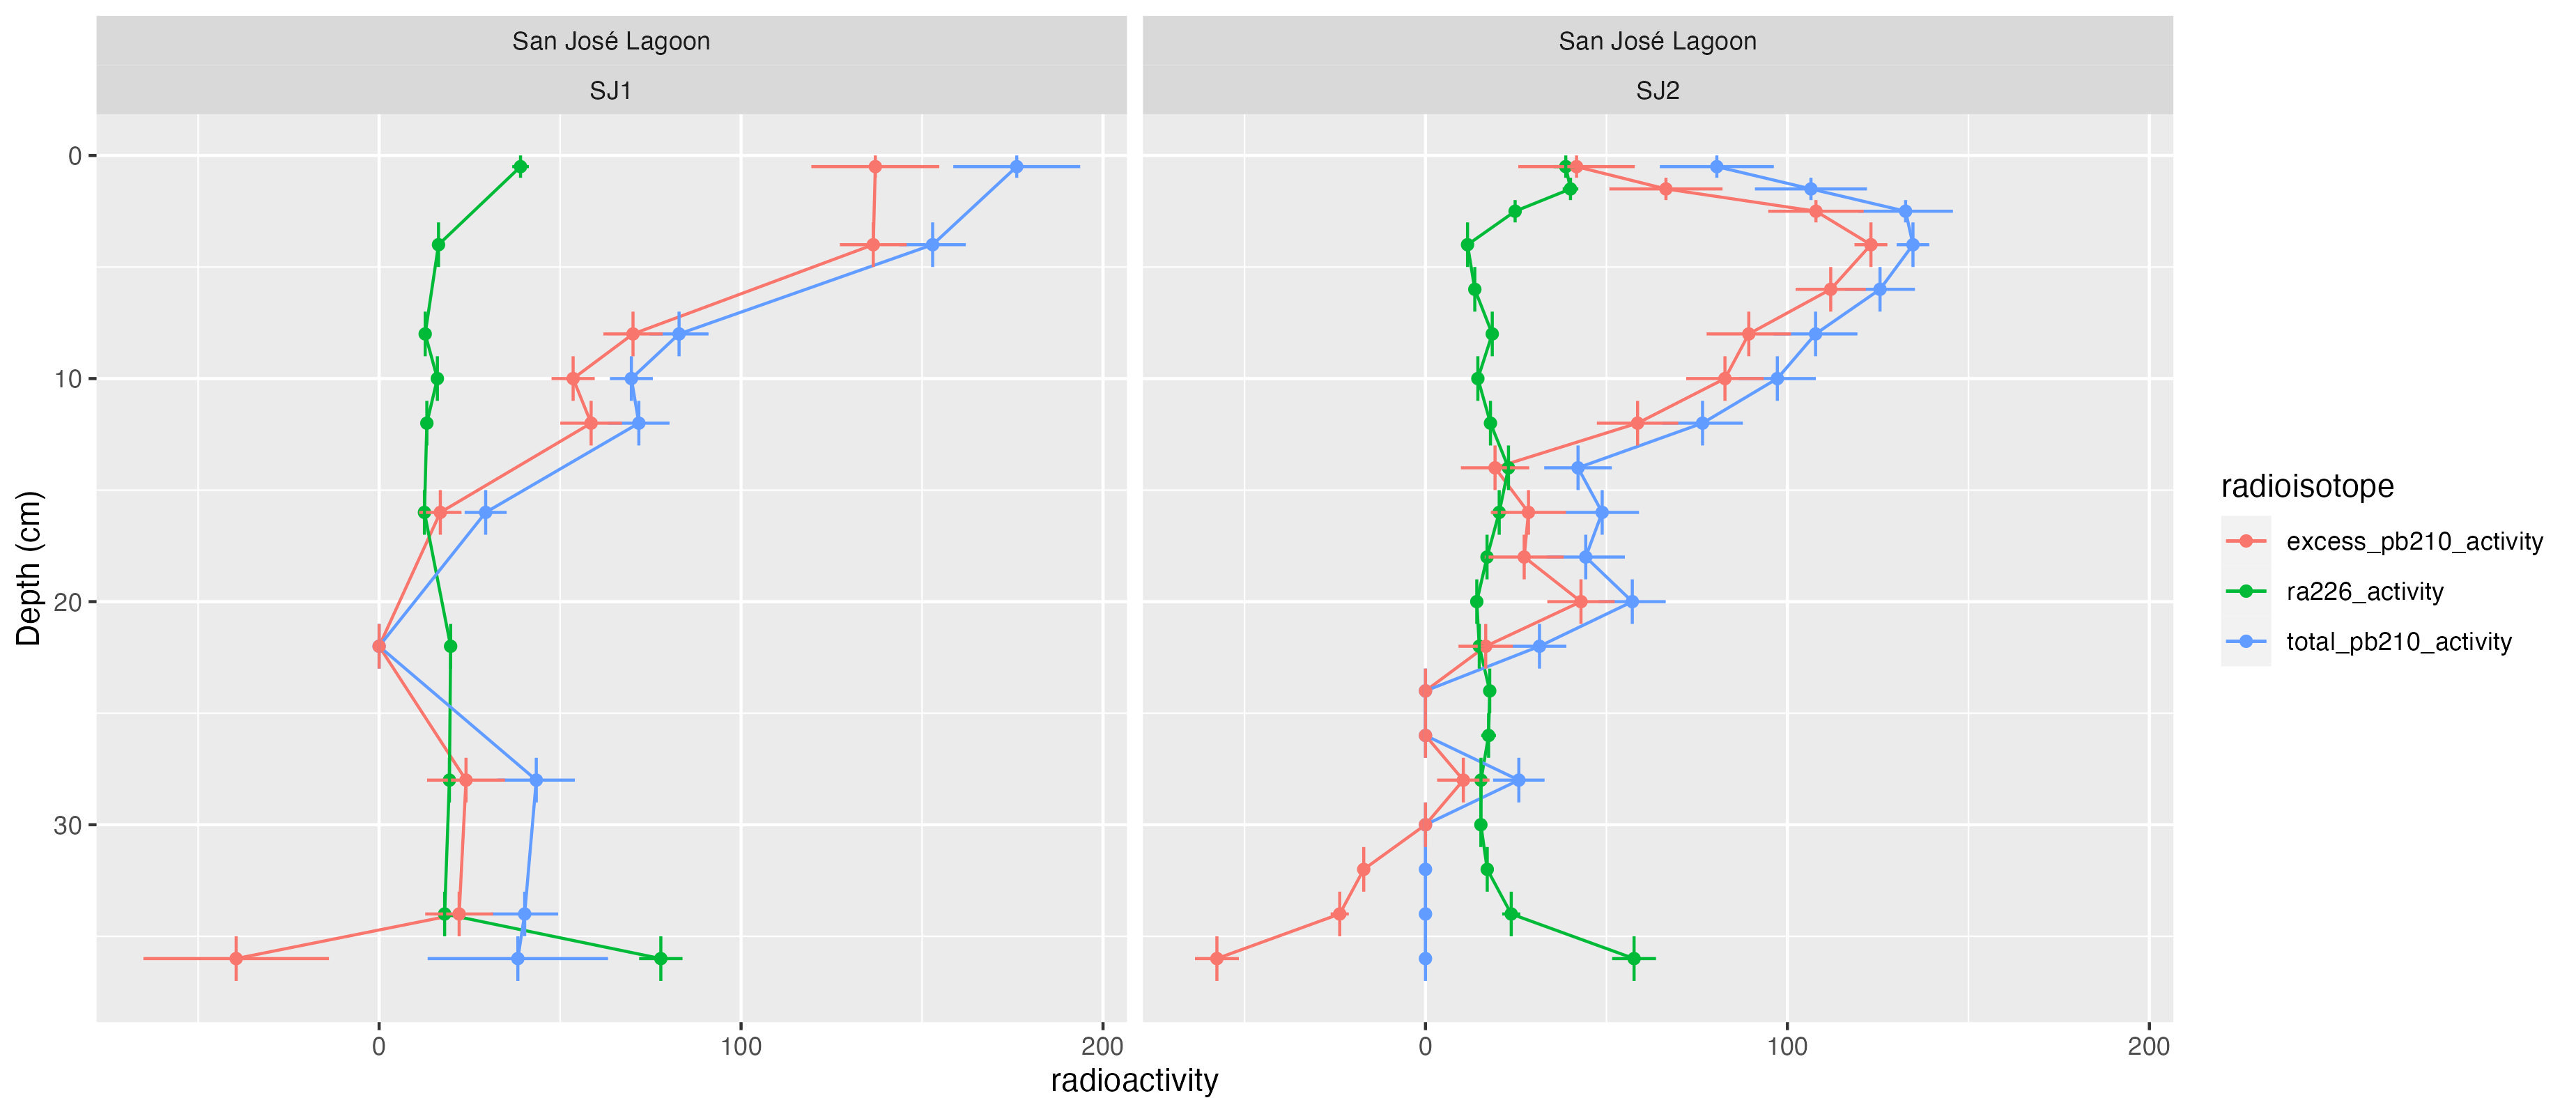 San José Lagoon
SJ1
San José Lagoon
SJ2
0
10
20
30
Depth (cm)
0
100
200
0
100
200
radioactivity
radioisotope
excess_pb210_activity
ra226_activity
total_pb210_activity